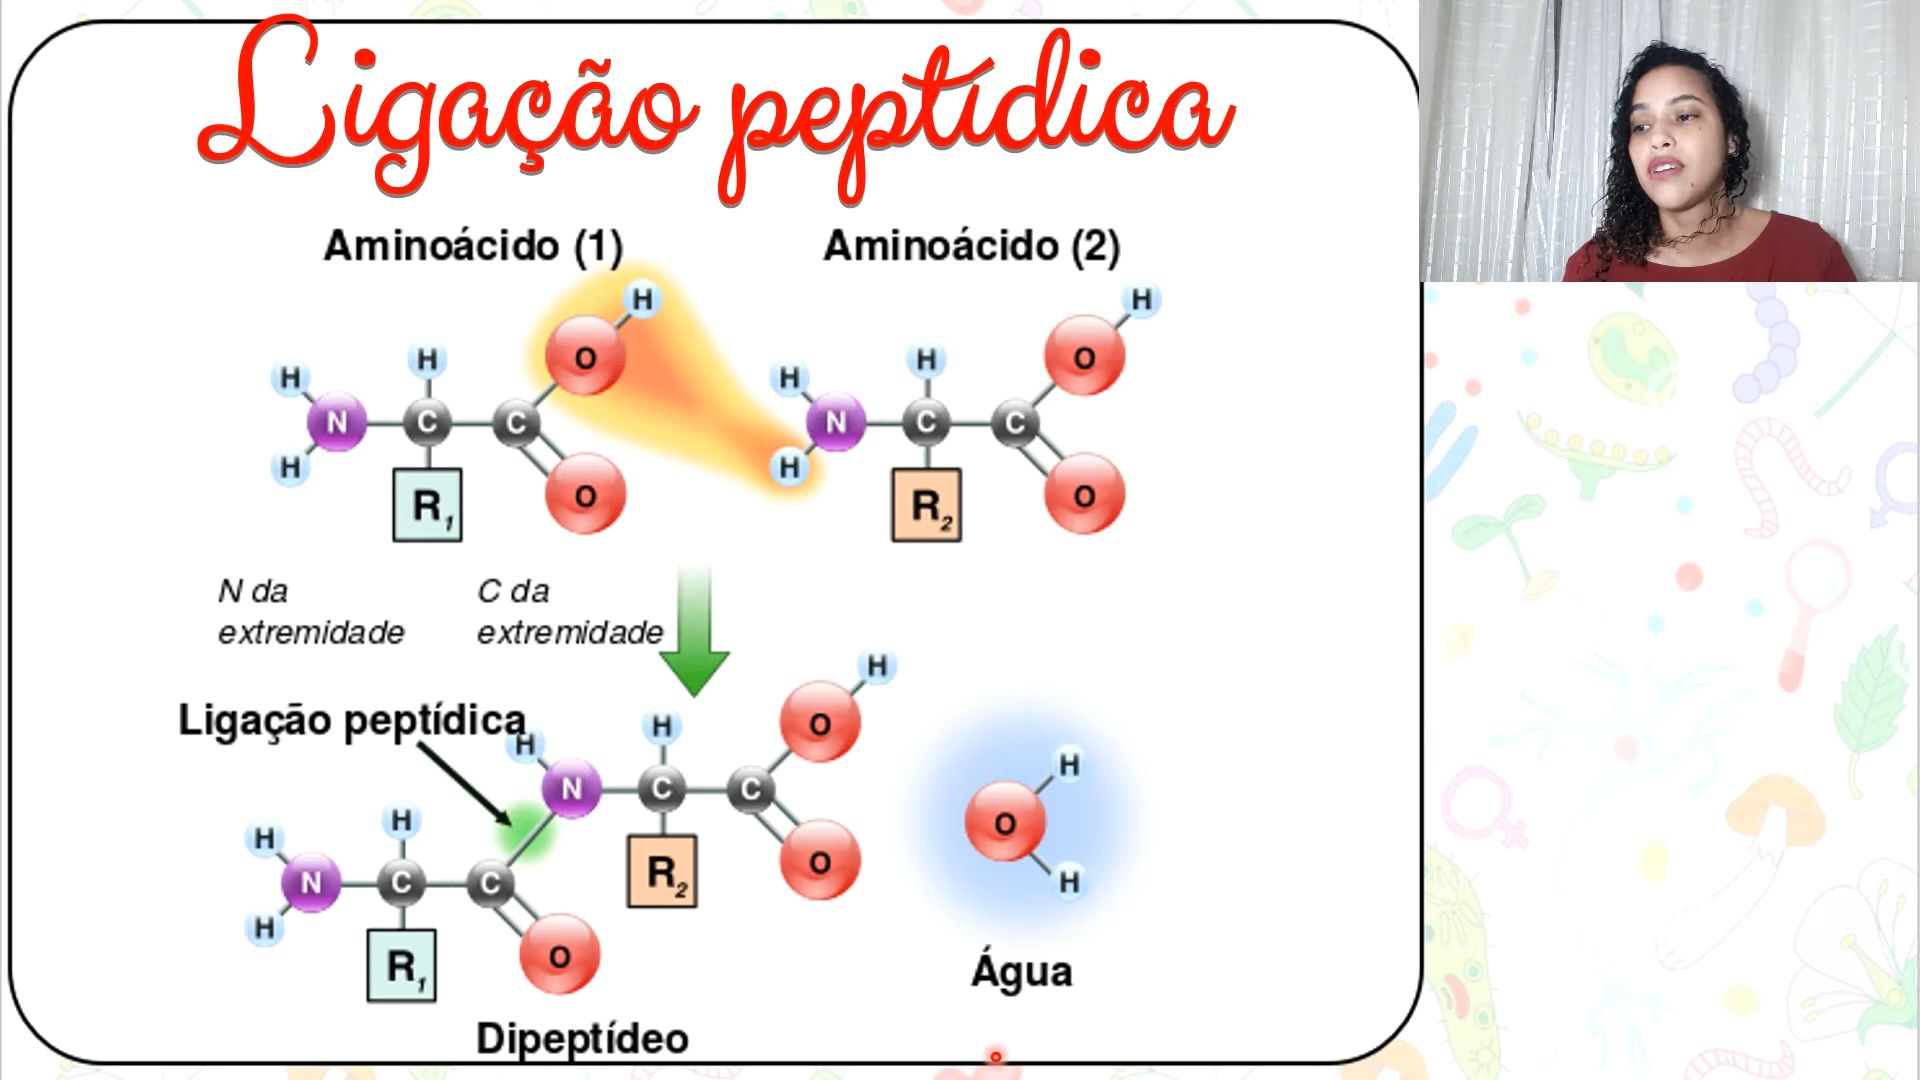 Ligação peptídica
Aminoácido (1)
Aminoácido (2)
H
H
O
H
H
H
H
O
N
C
C
N
C
C
H
H
R1
O
R2
O
N da extremidade
C da extremidade
H
Ligação peptídica
H
H
O
H
N
C
C
H
H
O
H
R2
O
N
C
C
H
H
R1
O
Água
Dipeptídeo